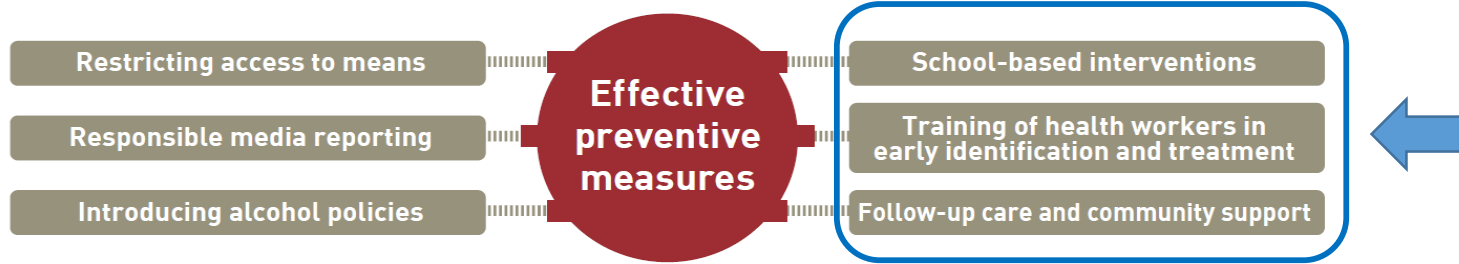 Restricting access to means
Responsible media reporting
Introducing alcohol policies
Effective
preventive
measures
School-based interventions
Training of health workers in
early identification and treatment
Follow-up care and community support